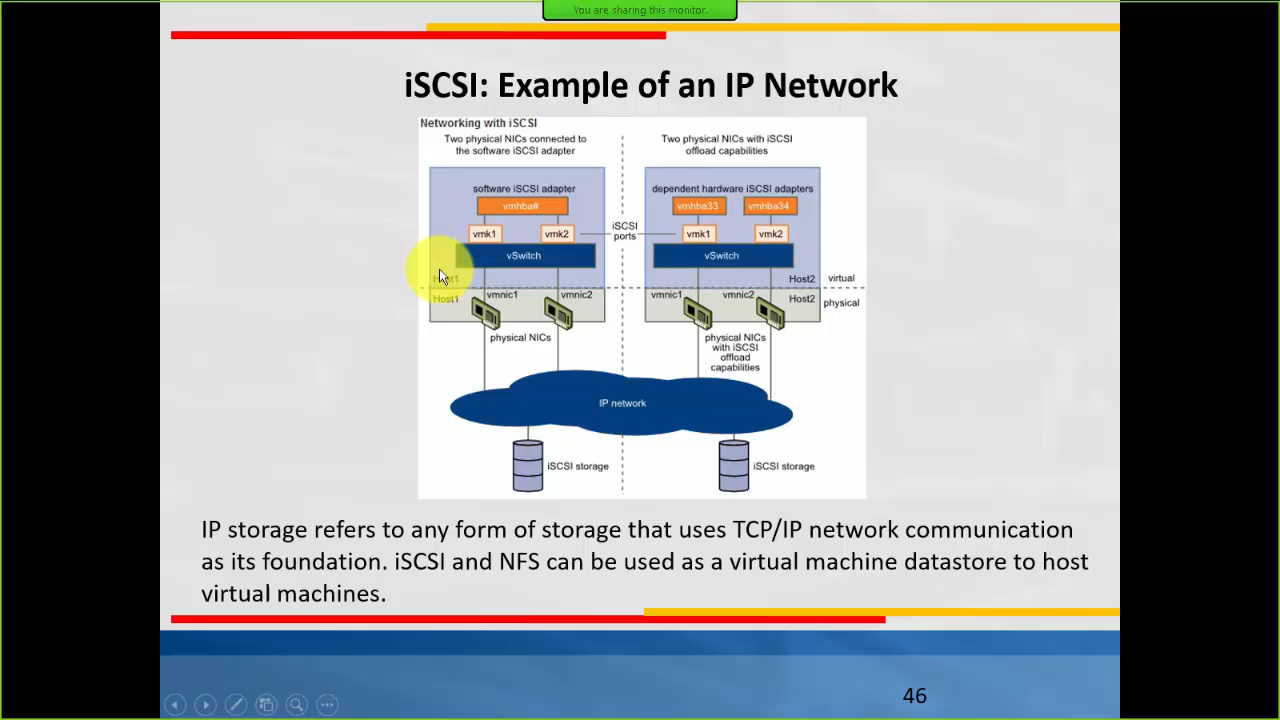 You are sharing this monitor.
iSCSI: Example of an IP Network
Networking with iSCSI
Two physical NICs connected to
the software iSCSI adapter
Two physical NICs with iSCSI
offload capabilities
software iSCSI adapter
dependent hardware iSCSI adapters
vmhba#
vmhba33
vmhba34
vmk1
vmk2
iSCSI
ports
vmk1
vmk2
vSwitch
vSwitch
Host1
Host2
virtual
Host1
vmnic1
vmnic2
vmnic1
vmnic2
Host2
physical
physical NICs
physical NICs
with iSCSI
offload
capabilities
IP network
iSCSI storage
iSCSI storage
IP storage refers to any form of storage that uses TCP/IP network communication
as its foundation. iSCSI and NFS can be used as a virtual machine datastore to host
virtual machines.
46